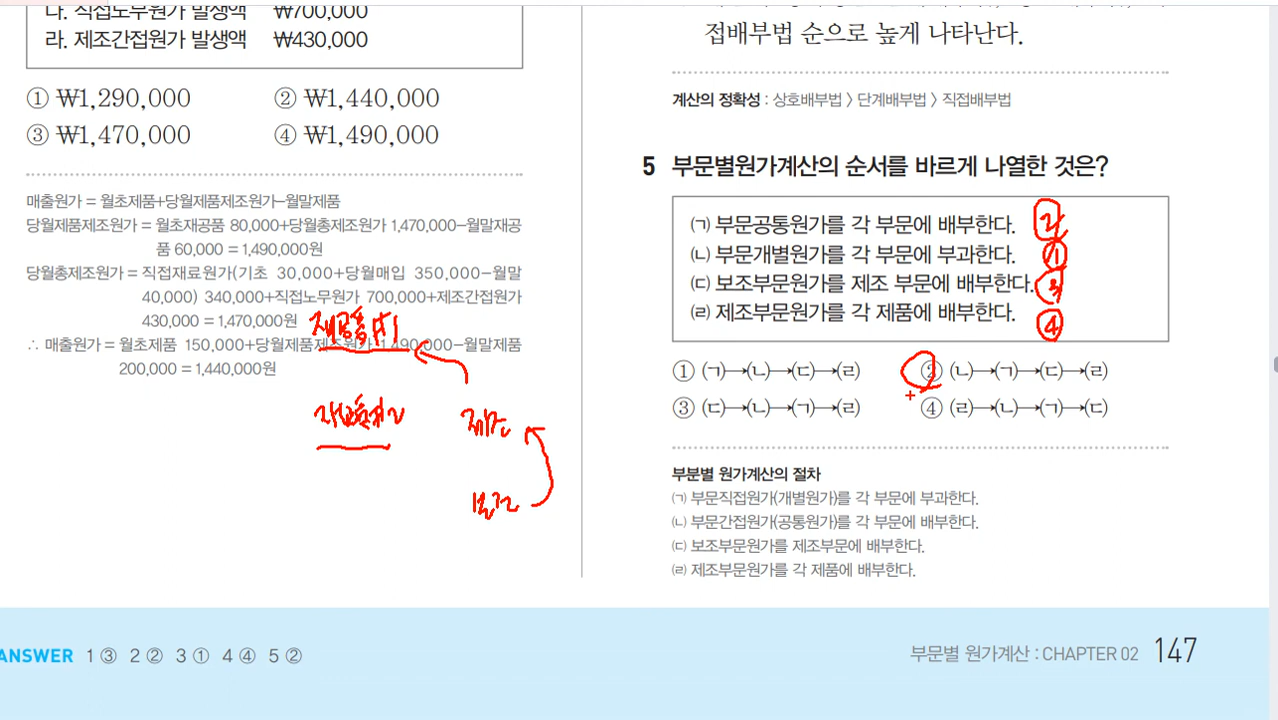 다. 직접노무원가 발생액 ₩700,000
라. 제조간접원가 발생액 ₩430,000
① ₩1,290,000 ② ₩1,440,000
③ ₩1,470,000 ④ ₩1,490,000
매출원가 = 월초제품+당월제품제조원가-월말제품
당월제품제조원가 = 월초재공품 80,000+당월총제조원가 1,470,000-월말재공
품 60,000 = 1,490,000원
당월총제조원가 = 직접재료원가(기초 30,000+당월매입 350,000-월말
40,000) 340,000+직접노무원가 700,000+제조간접원가
430,000 = 1,470,000원
∴ 매출원가 = 월초제품 150,000+당월제품제조원가 1,490,000-월말제품
200,000 = 1,440,000원
제조
보조
접배부법 순으로 높게 나타난다.
계산의 정확성 : 상호배부법 〉 단계배부법 〉 직접배부법
5 부문별원가계산의 순서를 바르게 나열한 것은?
㈀ 부문공통원가를 각 부문에 배부한다. 2
㈁ 부문개별원가를 각 부문에 부과한다. 1
㈂ 보조부문원가를 제조 부문에 배부한다. 3
㈃ 제조부문원가를 각 제품에 배부한다. 4
① ㈀→㈁→㈂→㈃ ② ㈁→㈀→㈂→㈃
③ ㈂→㈁→㈀→㈃ ④ ㈃→㈁→㈀→㈂
부분별 원가계산의 절차
㈀ 부문직접원가(개별원가)를 각 부문에 부과한다.
㈁ 부문간접원가(공통원가)를 각 부문에 배부한다.
㈂ 보조부문원가를 제조부문에 배부한다.
㈃ 제조부문원가를 각 제품에 배부한다.
ANSWER 1 ③ 2 ② 3 ① 4 ④ 5 ②
부문별 원가계산 : CHAPTER 02 147